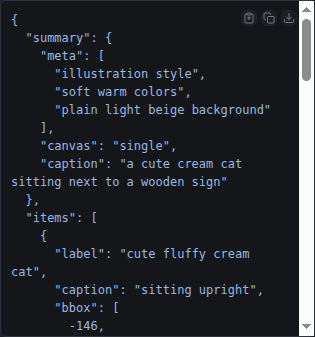 {
  "summary": {
    "meta": [
      "illustration style",
      "soft warm colors",
      "plain light beige background"
    ],
    "canvas": "single",
    "caption": "a cute cream cat
sitting next to a wooden sign"
  },
  "items": [
    {
      "label": "cute fluffy cream
cat",
      "caption": "sitting upright",
      "bbox": [
        -146,